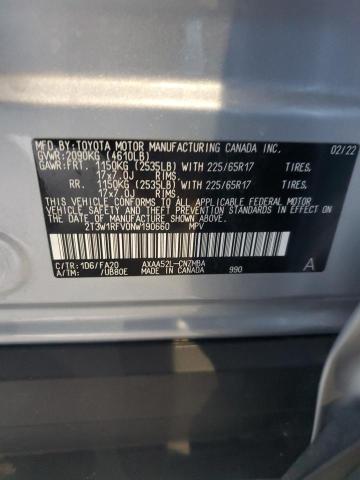 MFD.BY:TOYOTA MOTOR MANUFACTURING CANADA INC. 02/22
GVWR:2090KG (4610LB)
GAWR:FRT. 1150KG (2535LB) WITH 225/65R17 TIRES,
17x7.0J RIMS.
RR. 1150KG (2535LB) WITH 225/65R17 TIRES,
17x7.0J RIMS.
THIS VEHICLE CONFORMS TO ALL APPLICABLE FEDERAL MOTOR
VEHICLE SAFETY AND THEFT PREVENTION STANDARDS IN EFFECT
ON THE DATE OF MANUFACTURE SHOWN ABOVE.
2T3W1RFV0NW190660 MPV
C/TR:1D6/FA20 AXAA52L-CNZMBA
A/TM: /UB80E MADE IN CANADA 990 A